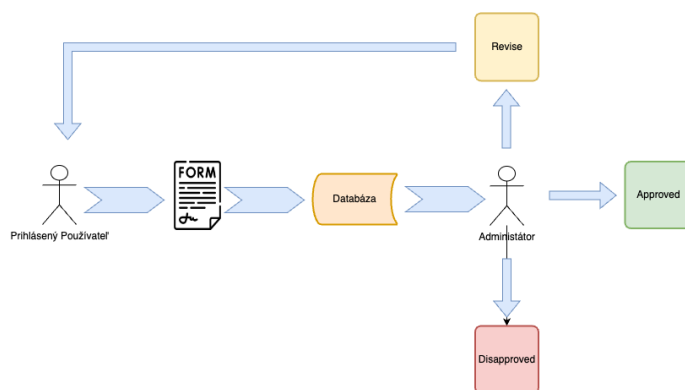 Revise
FORM
Databáza
Approved
Prihlásený Používateľ
Administátor
Disapproved